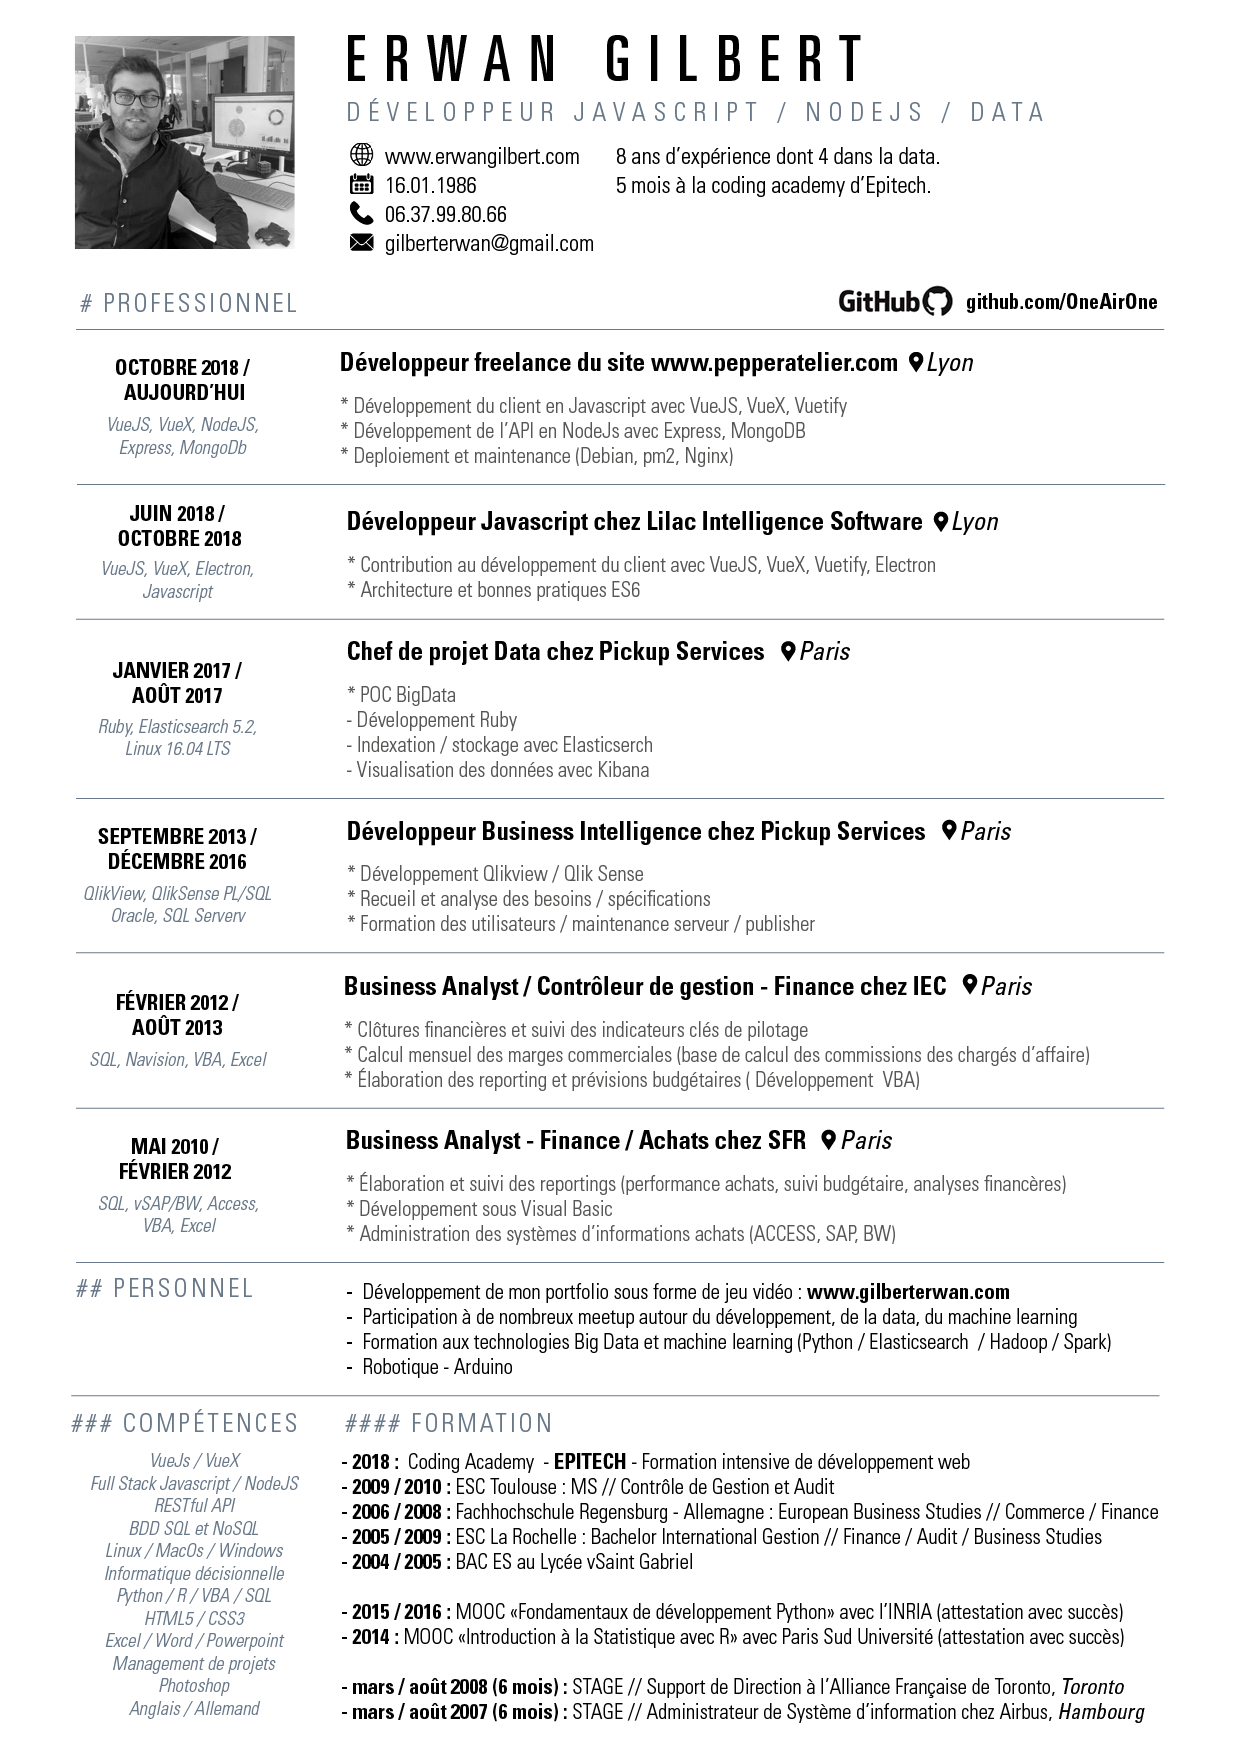 ERWAN GILBERT
DÉVELOPPEUR JAVASCRIPT / NODEJS / DATA
www.erwangilbert.com
16.01.1986
06.37.99.80.66
gilberterwan@gmail.com
8 ans d'expérience dont 4 dans la data.
5 mois à la coding academy d'Epitech.
# PROFESSIONNEL
GitHub github.com/OneAirOne
OCTOBRE 2018 /
AUJOURD'HUI
VueJS, VueX, NodeJS,
Express, MongoDb
Développeur freelance du site www.pepperatelier.com Lyon
* Développement du client en Javascript avec VueJS, VueX, Vuetify
* Développement de l'API en NodeJs avec Express, MongoDB
* Deploiement et maintenance (Debian, pm2, Nginx)
JUIN 2018 /
OCTOBRE 2018
VueJS, VueX, Electron,
Javascript
Développeur Javascript chez Lilac Intelligence Software Lyon
* Contribution au développement du client avec VueJS, VueX, Vuetify, Electron
* Architecture et bonnes pratiques ES6
JANVIER 2017 /
AOÛT 2017
Ruby, Elasticsearch 5.2,
Linux 16.04 LTS
Chef de projet Data chez Pickup Services Paris
* POC BigData
- Développement Ruby
- Indexation / stockage avec Elasticserch
- Visualisation des données avec Kibana
SEPTEMBRE 2013 /
DÉCEMBRE 2016
QlikView, QlikSense PL/SQL
Oracle, SQL Serverv
Développeur Business Intelligence chez Pickup Services Paris
* Développement Qlikview / Qlik Sense
* Recueil et analyse des besoins / spécifications
* Formation des utilisateurs / maintenance serveur / publisher
FÉVRIER 2012 /
AOÛT 2013
SQL, Navision, VBA, Excel
Business Analyst / Contrôleur de gestion - Finance chez IEC Paris
* Clôtures financières et suivi des indicateurs clés de pilotage
* Calcul mensuel des marges commerciales (base de calcul des commissions des chargés d'affaire)
* Élaboration des reporting et prévisions budgétaires ( Développement VBA)
MAI 2010 /
FÉVRIER 2012
SQL, vSAP/BW, Access,
VBA, Excel
Business Analyst - Finance / Achats chez SFR Paris
* Élaboration et suivi des reportings (performance achats, suivi budgétaire, analyses financères)
* Développement sous Visual Basic
* Administration des systèmes d'informations achats (ACCESS, SAP, BW)
## PERSONNEL
- Développement de mon portfolio sous forme de jeu vidéo : www.gilberterwan.com
- Participation à de nombreux meetup autour du développement, de la data, du machine learning
- Formation aux technologies Big Data et machine learning (Python / Elasticsearch / Hadoop / Spark)
- Robotique - Arduino
### COMPÉTENCES
VueJs / VueX
Full Stack Javascript / NodeJS
RESTful API
BDD SQL et NoSQL
Linux / MacOs / Windows
Informatique décisionnelle
Python / R / VBA / SQL
HTML5 / CSS3
Excel / Word / Powerpoint
Management de projets
Photoshop
Anglais / Allemand
#### FORMATION
- 2018 : Coding Academy - EPITECH - Formation intensive de développement web
- 2009 / 2010 : ESC Toulouse : MS // Contrôle de Gestion et Audit
- 2006 / 2008 : Fachhochschule Regensburg - Allemagne : European Business Studies // Commerce / Finance
- 2005 / 2009 : ESC La Rochelle : Bachelor International Gestion // Finance / Audit / Business Studies
- 2004 / 2005 : BAC ES au Lycée vSaint Gabriel
- 2015 / 2016 : MOOC «Fondamentaux de développement Python» avec l'INRIA (attestation avec succès)
- 2014 : MOOC «Introduction à la Statistique avec R» avec Paris Sud Université (attestation avec succès)
- mars / août 2008 (6 mois) : STAGE // Support de Direction à l'Alliance Française de Toronto, Toronto
- mars / août 2007 (6 mois) : STAGE // Administrateur de Système d'information chez Airbus, Hambourg